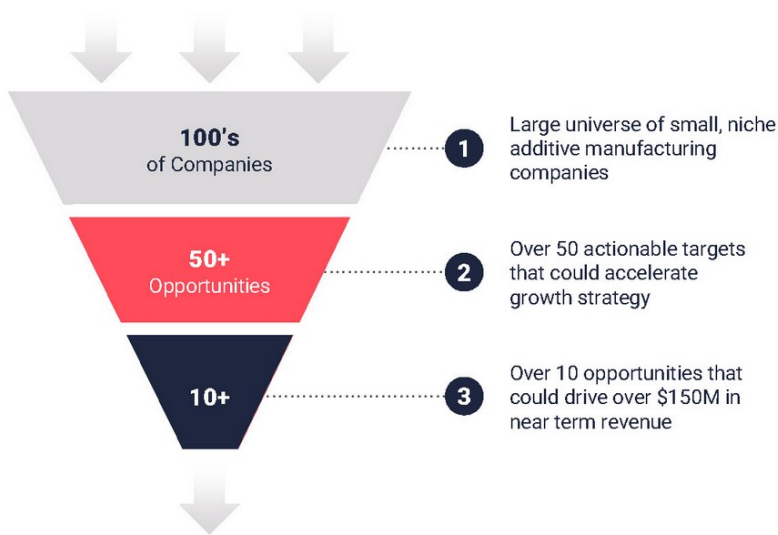 100's
of Companies
1
Large universe of small, niche
additive manufacturing
companies
50+
Opportunities
2
Over 50 actionable targets
that could accelerate
growth strategy
10+
3
Over 10 opportunities that
could drive over $150M in
near term revenue